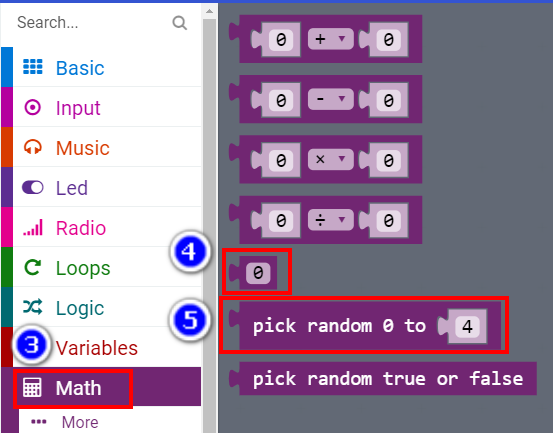 Search...
Basic
Input
Music
Led
Radio
Loops
Logic
3 Variables
Math
More
0 + 0
0 - 0
0 × 0
0 ÷ 0
4
0
5
pick random 0 to 4
pick random true or false